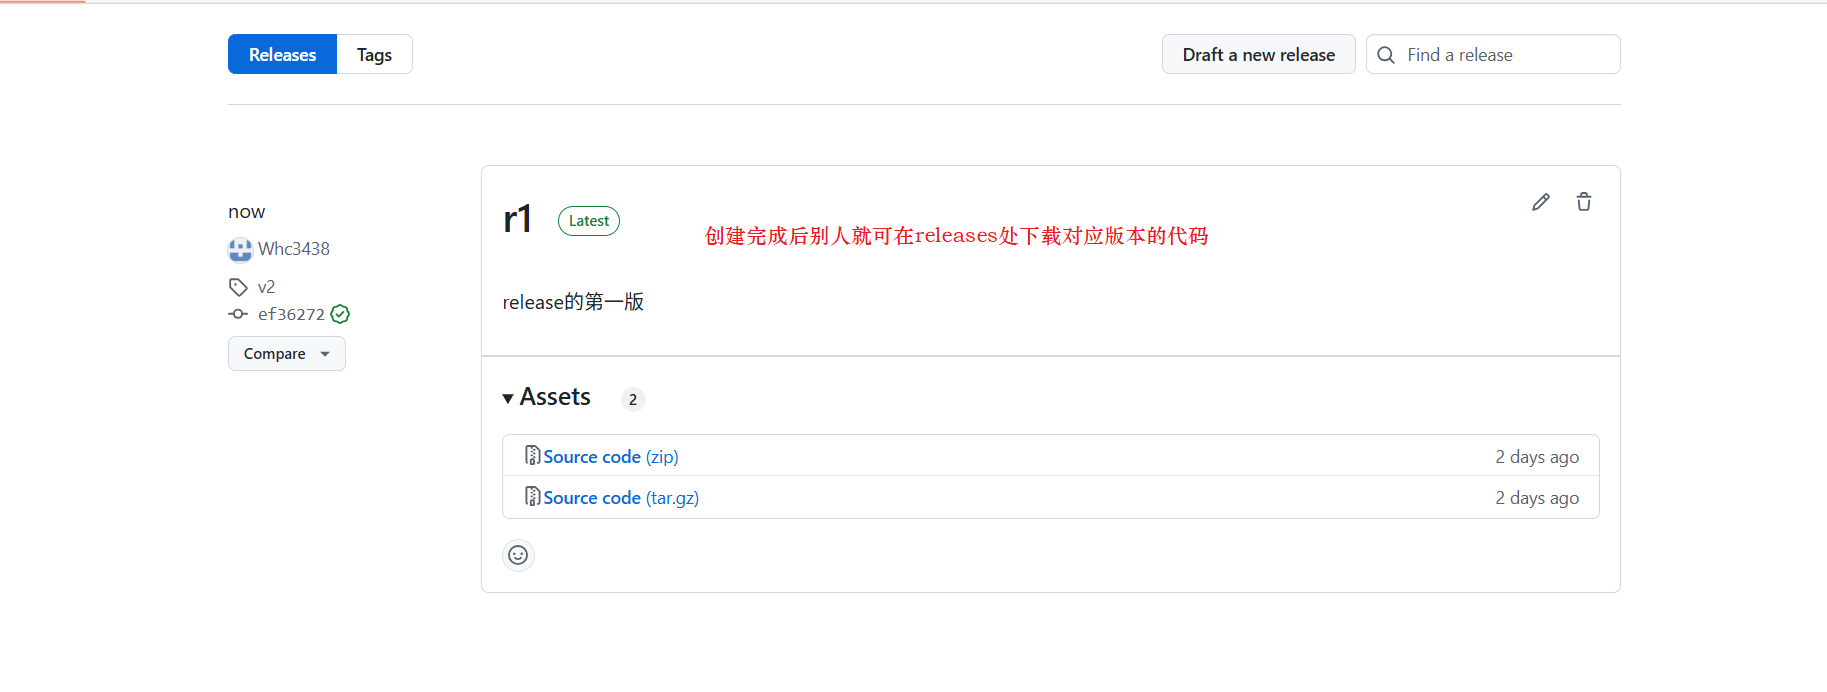 Releases
Tags
Draft a new release
Find a release
now
Whc3438
v2
ef36272
Compare
r1
Latest
创建完成后别人就可在releases处下载对应版本的代码
release的第一版
Assets
2
Source code (zip)
2 days ago
Source code (tar.gz)
2 days ago